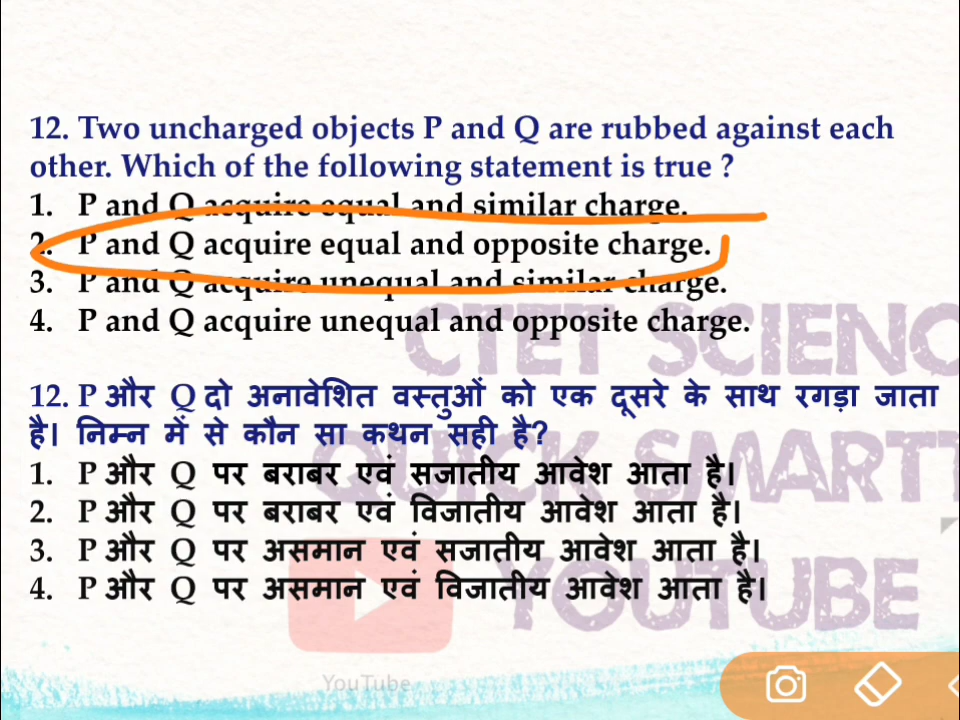 12. Two uncharged objects P and Q are rubbed against each
other. Which of the following statement is true ?
1. P and Q acquire equal and similar charge.
2. P and Q acquire equal and opposite charge.
3. P and Q acquire unequal and similar charge.
4. P and Q acquire unequal and opposite charge.
CTET SCIENC
12. P और Q दो अनावेशित वस्तुओं को एक दूसरे के साथ रगड़ा जाता
है। निम्न में से कौन सा कथन सही है?
QUICK SMART
1. P और Q पर बराबर एवं सजातीय आवेश आता है।
2. P और Q पर बराबर एवं विजातीय आवेश आता है।
3. P और Q पर असमान एवं सजातीय आवेश आता है।
4. P और Q पर असमान एवं विजातीय आवेश आता है।
YOUTUBE
YouTube